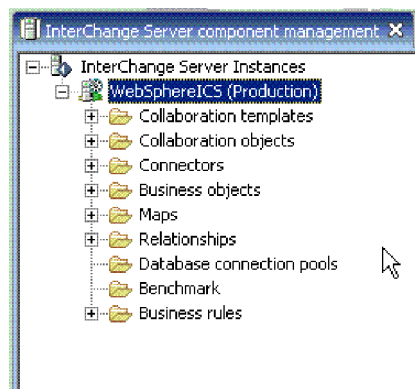 InterChange Server component management
InterChange Server Instances
WebSphereICS (Production)
Collaboration templates
Collaboration objects
Connectors
Business objects
Maps
Relationships
Database connection pools
Benchmark
Business rules